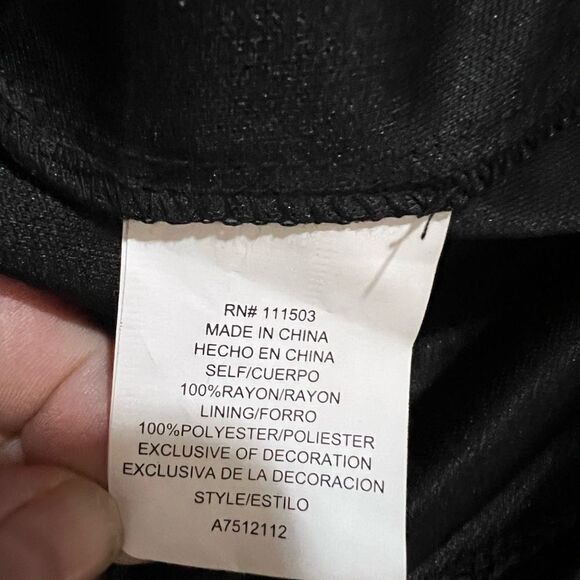 RN# 111503
MADE IN CHINA
HECHO EN CHINA
SELF/CUERPO
100%RAYON/RAYON
LINING/FORRO
100%POLYESTER/POLIESTER
EXCLUSIVE OF DECORATION
EXCLUSIVA DE LA DECORACION
STYLE/ESTILO
A7512112